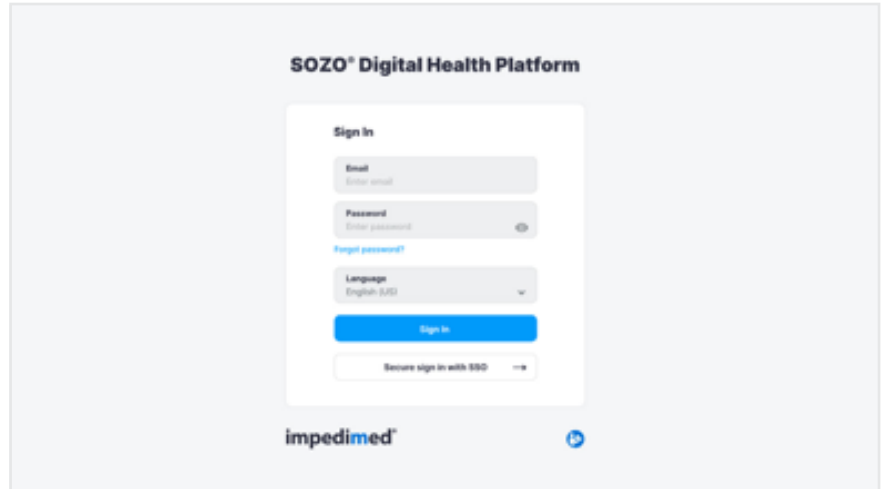 SOZO® Digital Health Platform
Sign In
Email
Enter email
Password
Enter password
Forgot password?
Language
English (US)
Sign In
Secure sign in with SSO →
impedimed®